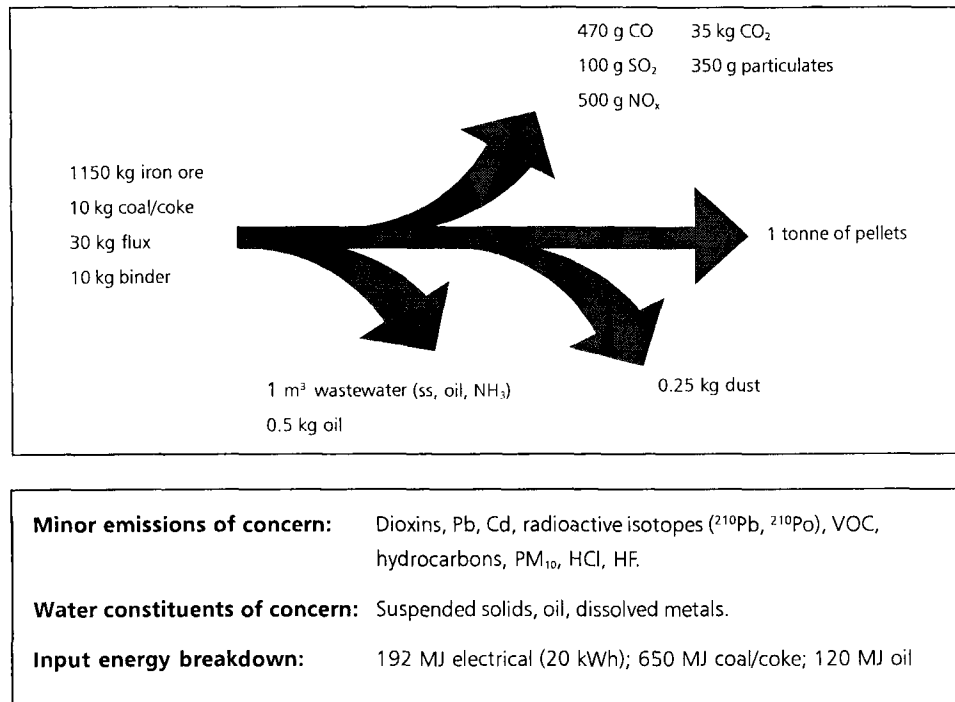 470 g CO 35 kg CO₂
100 g SO₂ 350 g particulates
500 g NOₓ
1150 kg iron ore
10 kg coal/coke
30 kg flux
10 kg binder
1 tonne of pellets
1 m³ wastewater (ss, oil, NH₃)
0.5 kg oil
0.25 kg dust
Minor emissions of concern: Dioxins, Pb, Cd, radioactive isotopes (²¹⁰Pb, ²¹⁰Po), VOC,
hydrocarbons, PM₁₀, HCl, HF.
Water constituents of concern: Suspended solids, oil, dissolved metals.
Input energy breakdown: 192 MJ electrical (20 kWh); 650 MJ coal/coke; 120 MJ oil